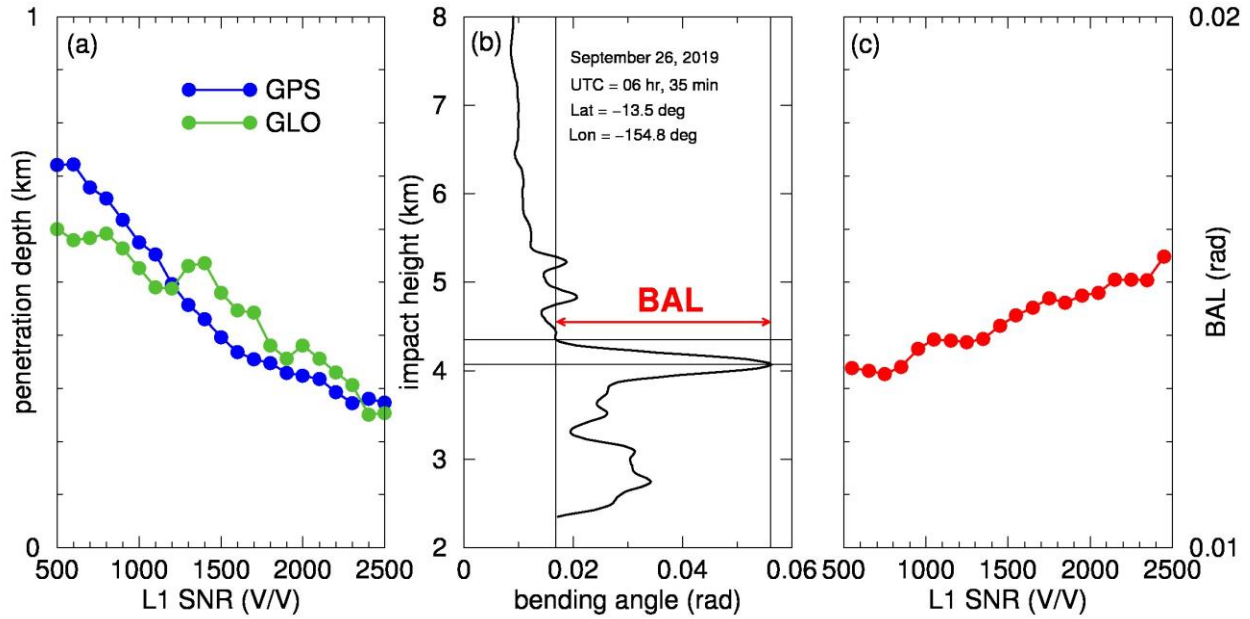 (a)
GPS
GLO
penetration depth (km)
1
0
500 1000 1500 2000 2500
L1 SNR (V/V)
(b)
September 26, 2019
UTC = 06 hr, 35 min
Lat = −13.5 deg
Lon = −154.8 deg
BAL
impact height (km)
8
7
6
5
4
3
2
0 0.02 0.04 0.06
bending angle (rad)
(c)
0.02
BAL (rad)
0.01
500 1000 1500 2000 2500
L1 SNR (V/V)